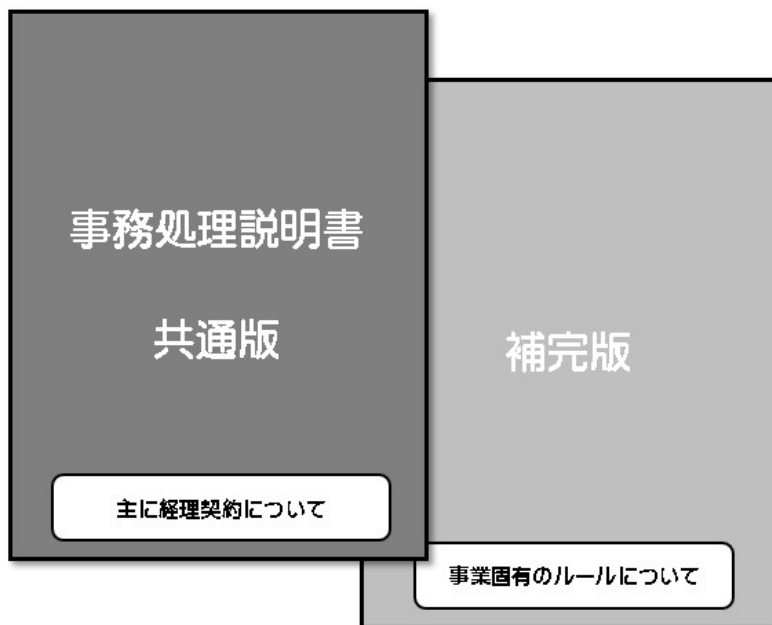 事務処理説明書
共通版
主に経理契約について
補完版
事業固有のルールについて